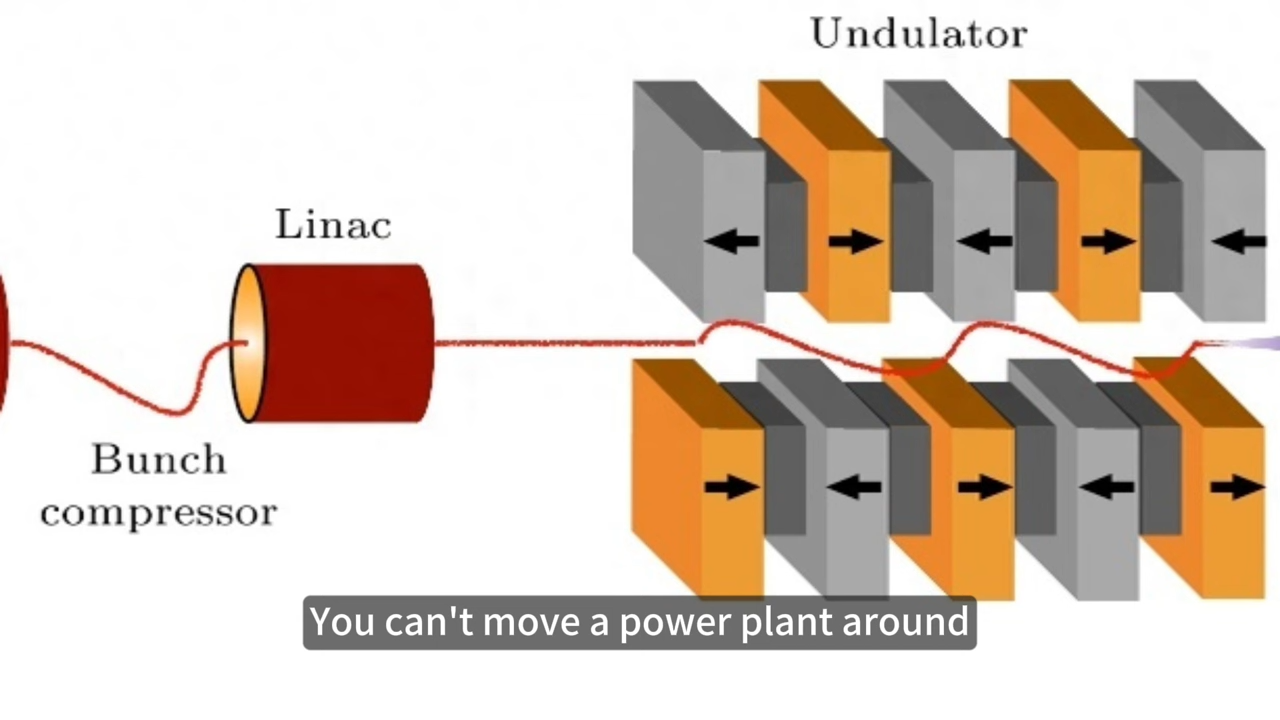 Undulator
Linac
Bunch
compressor
You can't move a power plant around